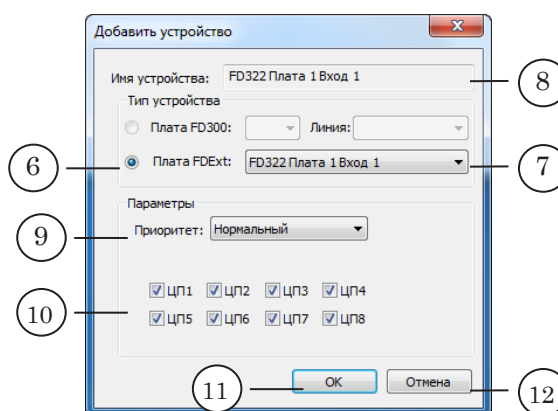 Добавить устройство
Имя устройства: FD322 Плата 1 Вход 1 8
Тип устройства
Плата FD300: Линия:
6 Плата FDExt: FD322 Плата 1 Вход 1 7
Параметры
9 Приоритет: Нормальный
ЦП1 ЦП2 ЦП3 ЦП4
10 ЦП5 ЦП6 ЦП7 ЦП8
11 ОК Отмена 12